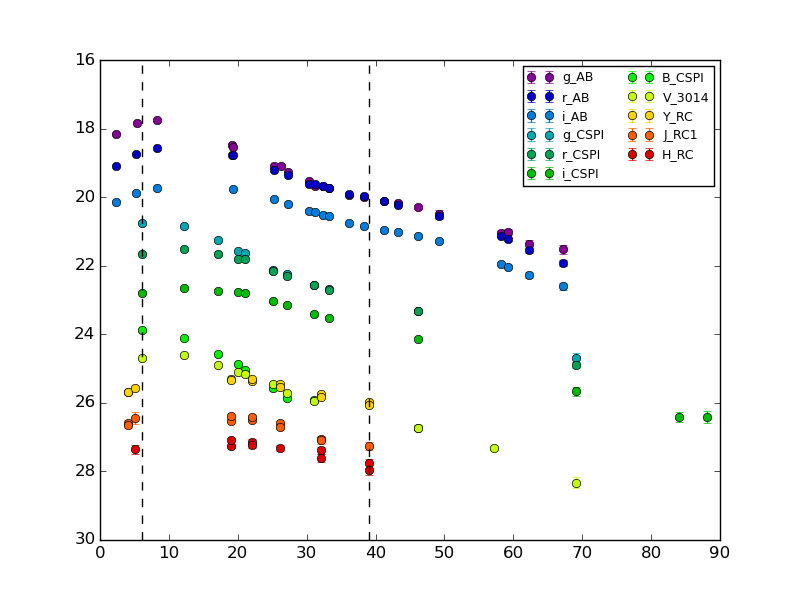 16
18
20
22
24
26
28
30
0 10 20 30 40 50 60 70 80 90
g_AB B_CSPI
r_AB V_3014
i_AB Y_RC
g_CSPI J_RC1
r_CSPI H_RC
i_CSPI